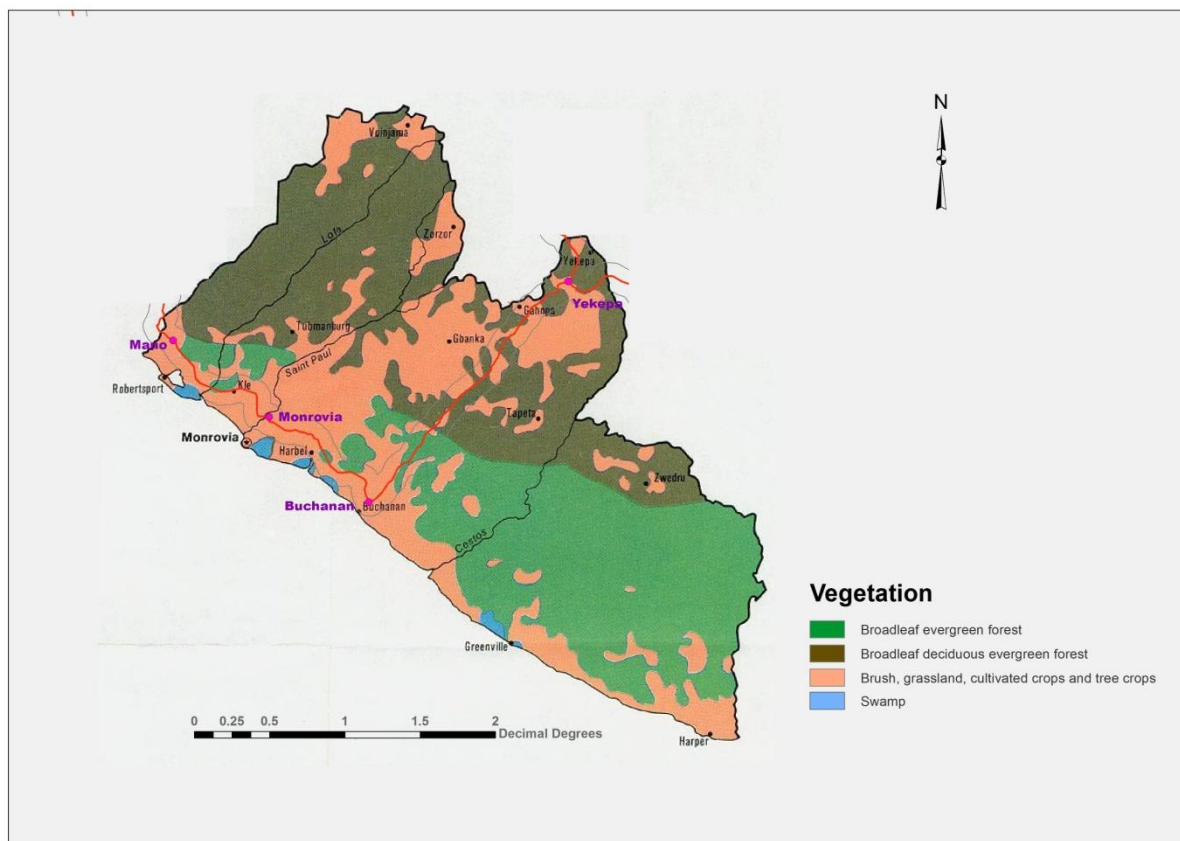 N
Voinjama
Zorzor
Lofa
Yekepa
Yekepa
Gahnpa
Tubmanburg
Saint Paul
Gbanka
Mano
Robertsport
Kle
Monrovia
Monrovia
Harbel
Tapeta
Zwedru
Buchanan
Buchanan
Cestos
Greenville
Harper
0 0.25 0.5 1 1.5 2
Decimal Degrees
Vegetation
Broadleaf evergreen forest
Broadleaf deciduous evergreen forest
Brush, grassland, cultivated crops and tree crops
Swamp